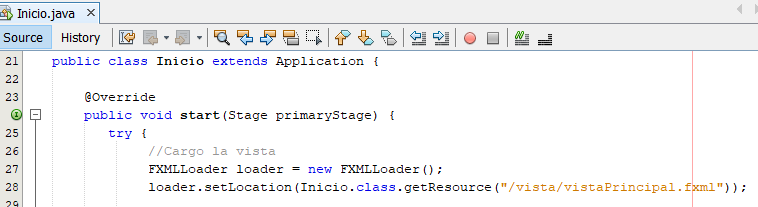 Inicio.java
Source History
21 public class Inicio extends Application {
22
23 @Override
public void start(Stage primaryStage) {
25 try {
26 //Cargo la vista
27 FXMLLoader loader = new FXMLLoader();
28 loader.setLocation(Inicio.class.getResource("/vista/vistaPrincipal.fxml"));
29